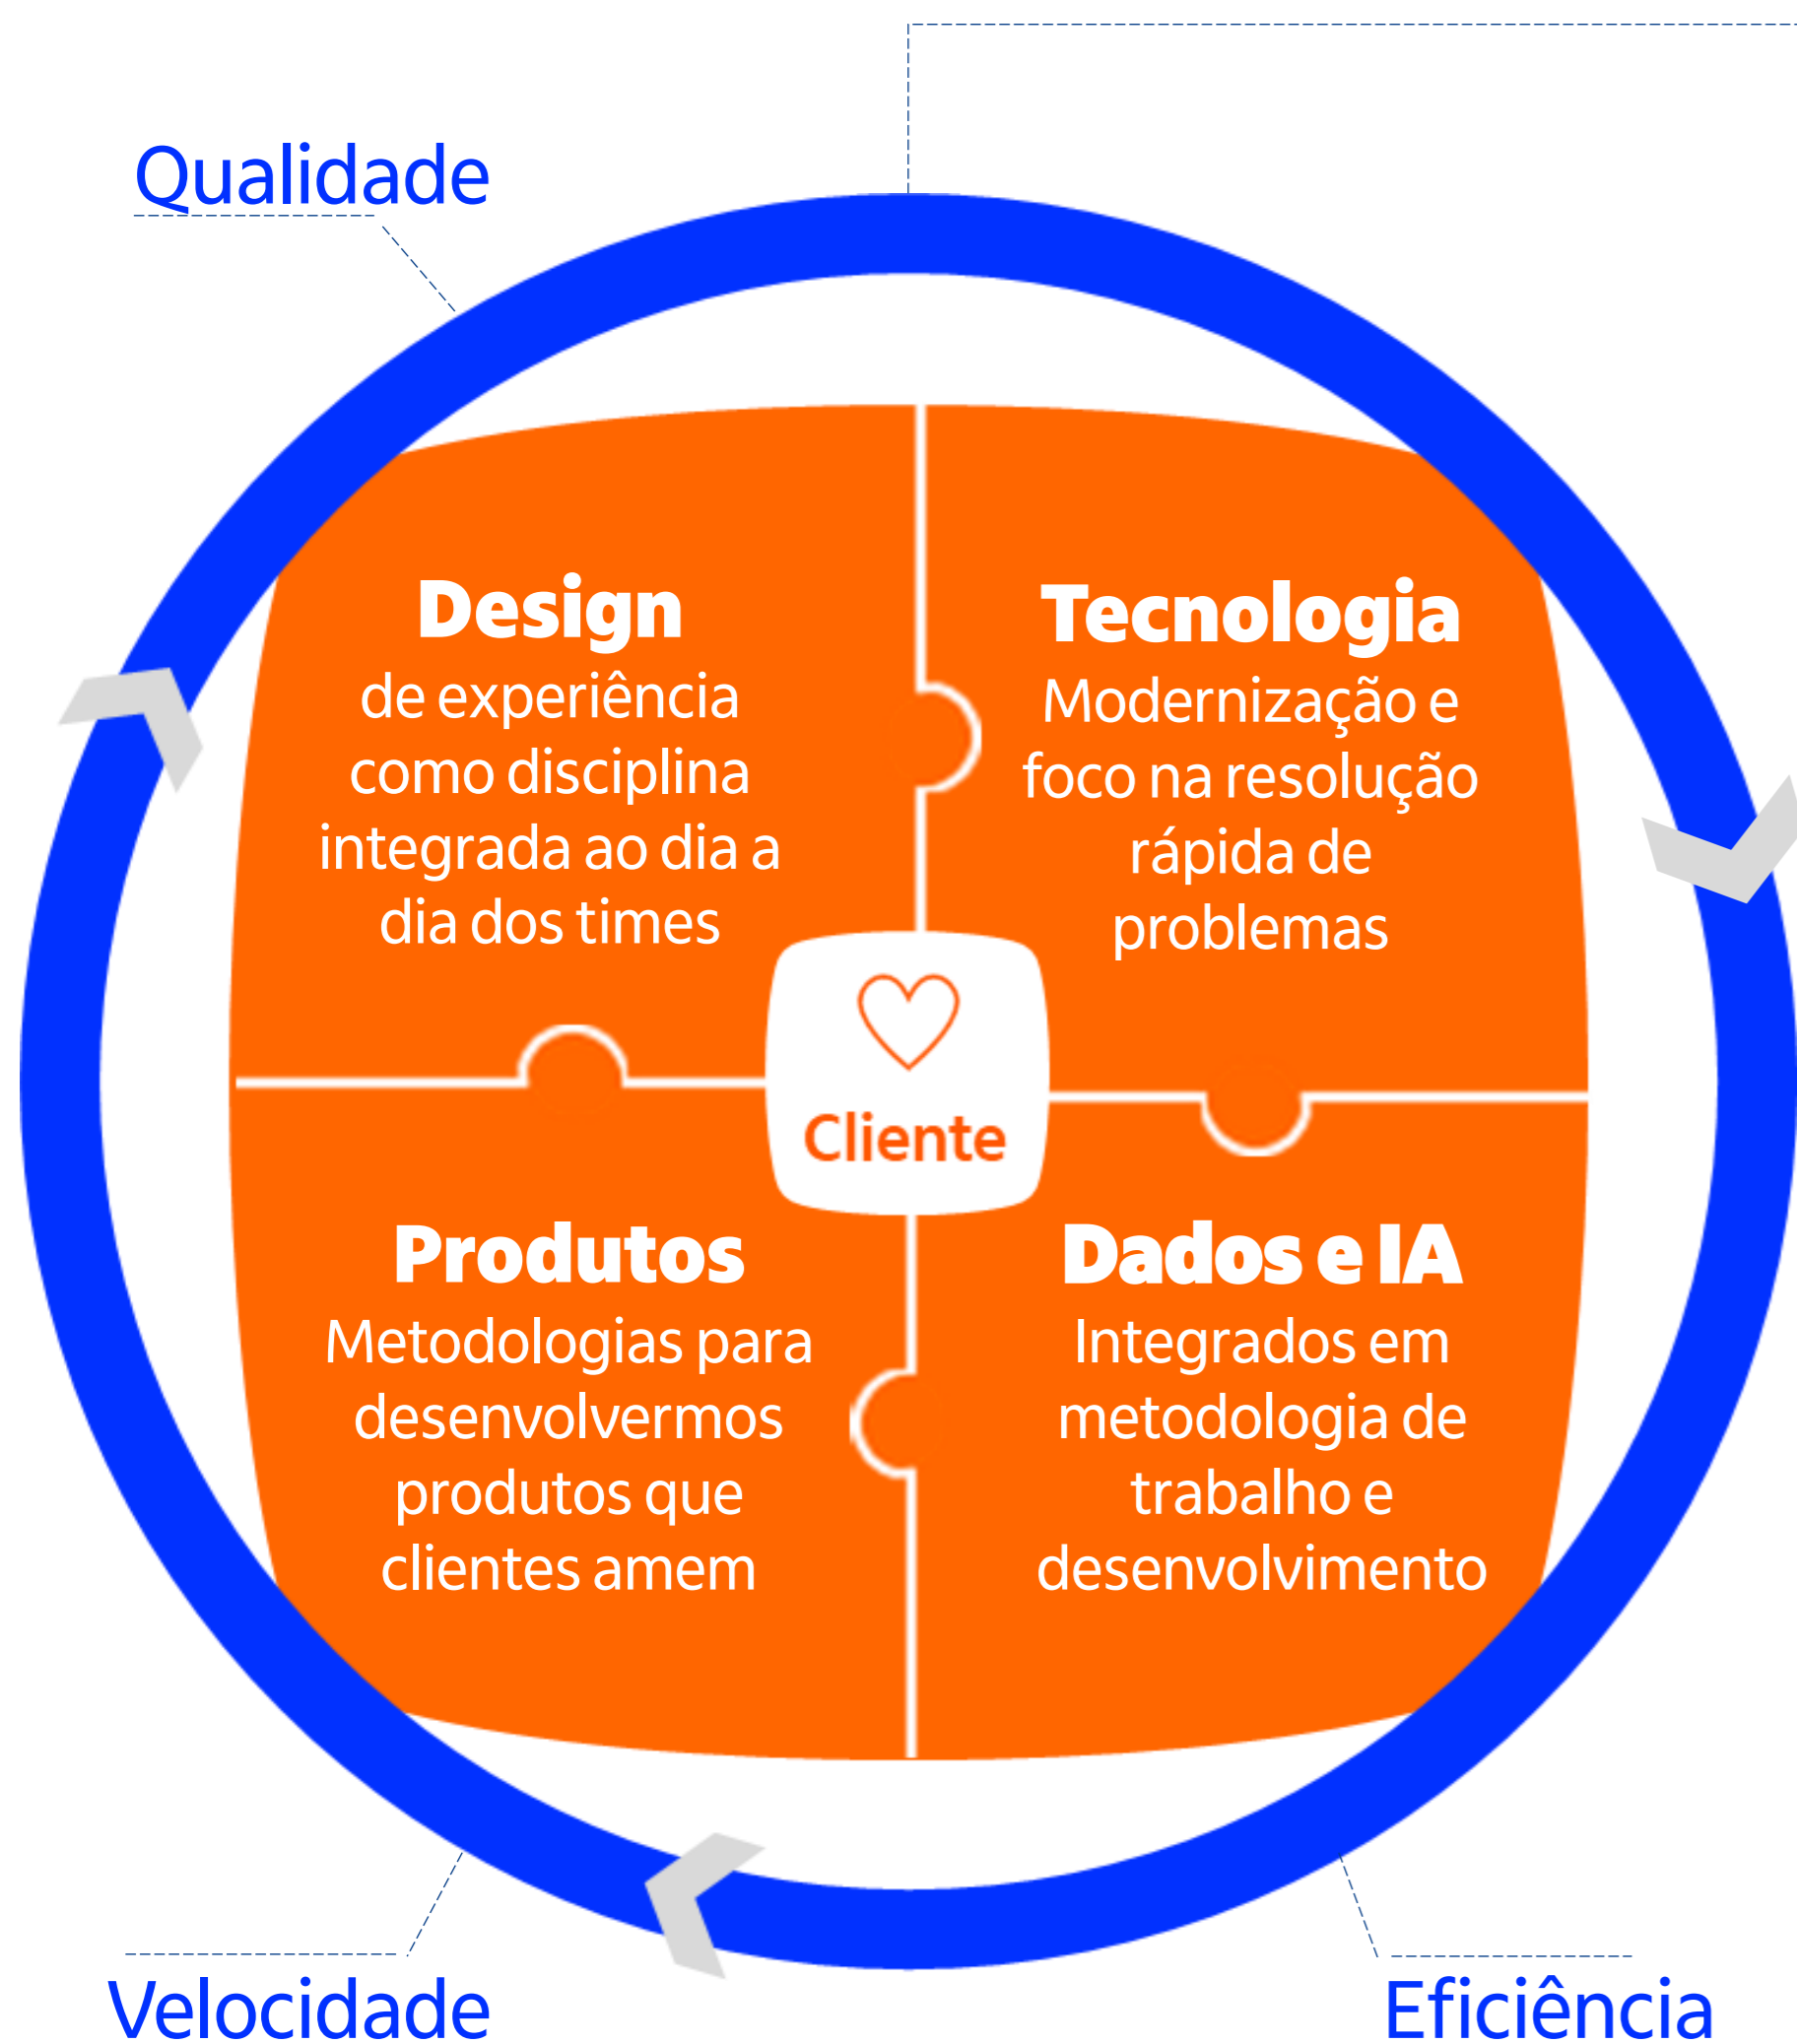 Qualidade
Design
de experiência
como disciplina
integrada ao dia a
dia dos times
Tecnologia
Modernização e
foco na resolução
rápida de
problemas
Cliente
Produtos
Metodologias para
desenvolvermos
produtos que
clientes amem
Dados e IA
Integrados em
metodologia de
trabalho e
desenvolvimento
Velocidade
Eficiência